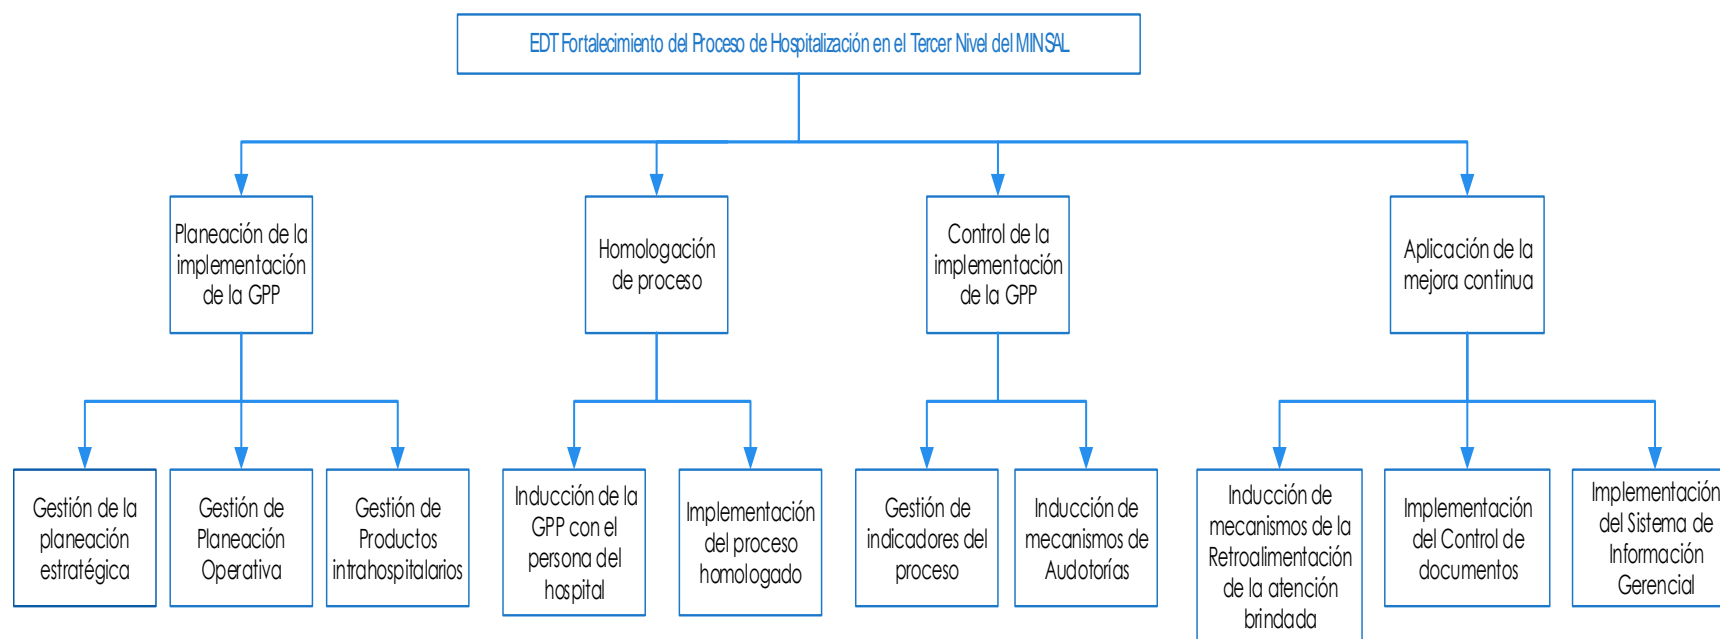 EDT Fortalecimiento del Proceso de Hospitalización en el Tercer Nivel del MINSAL
Planeación de la
implementación
de la GPP
Homologación
de proceso
Control de la
implementación
de la GPP
Aplicación de la
mejora continua
Gestión de la
planeación
estratégica
Gestión de
Planeación
Operativa
Gestión de
Productos
intrahospitalarios
Inducción de la
GPP con el
persona del
hospital
Implementación
del proceso
homologado
Gestión de
indicadores del
proceso
Inducción de
mecanismos de
Audotorías
Inducción de
mecanismos de la
Retroalimentación
de la atención
brindada
Implementación
del Control de
documentos
Implementación
del Sistema de
Información
Gerencial